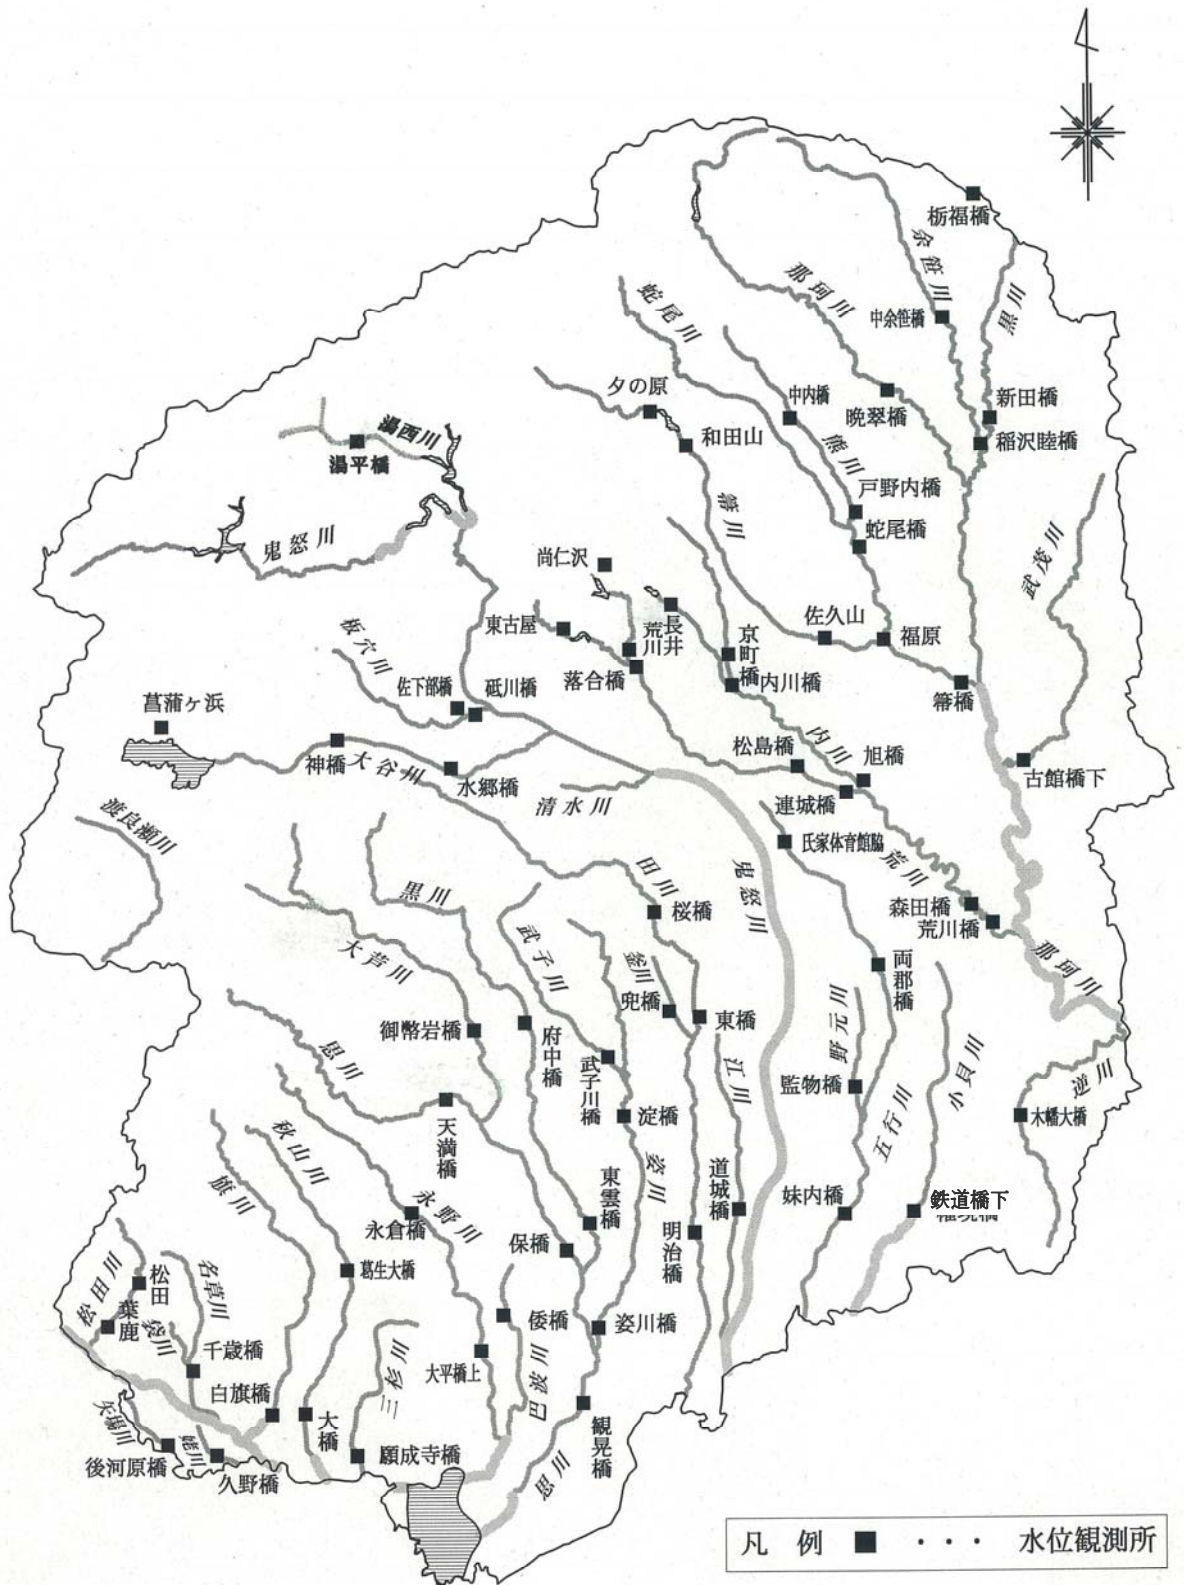 栃福橋
余笹川
那珂川
黒川
中余笹橋
蛇尾川
夕の原
中内橋
晩翠橋
新田橋
稲沢睦橋
和田山
熊川
湯西川
湯平橋
戸野内橋
蛇尾橋
箒川
武茂川
鬼怒川
尚仁沢
東古屋
荒川
長井
京町橋
佐久山
福原
内川橋
落合橋
箒橋
板穴川
佐下部橋
砥川橋
菖蒲ヶ浜
神橋
大谷川
水郷橋
清水川
松島橋
内川
旭橋
連城橋
古館橋下
渡良瀬川
氏家体育館脇
荒川
鬼怒川
田川
桜橋
森田橋
荒川橋
黒川
武子川
大芦川
釜川
兜橋
東橋
両郡橋
那珂川
野元川
御幣岩橋
府中橋
武子川橋
江川
監物橋
小貝川
五行川
逆川
木幡大橋
思川
天満橋
淀橋
姿川
秋山川
旗川
永野川
永倉橋
東雲橋
道城橋
妹内橋
鉄道橋下
保橋
明治橋
葛生大橋
松田川
松田
名草川
葉鹿
袋川
千歳橋
倭橋
姿川橋
大平橋上
巴波川
三杉川
白旗橋
大橋
矢場川
姥川
後河原橋
久野橋
願成寺橋
観晃橋
思川
凡例 ■ ・・・ 水位観測所